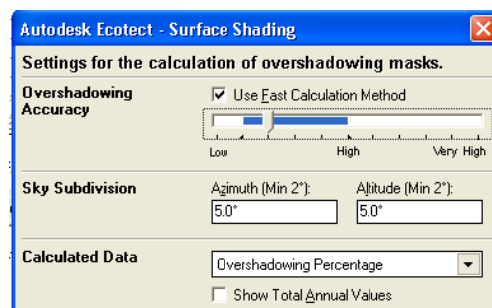 Autodesk Ecotect - Surface Shading
Settings for the calculation of overshadowing masks.
Overshadowing Accuracy
Use Fast Calculation Method
Low High Very High
Sky Subdivision
Azimuth (Min 2°): Altitude (Min 2°):
5.0° 5.0°
Calculated Data
Overshadowing Percentage
Show Total Annual Values